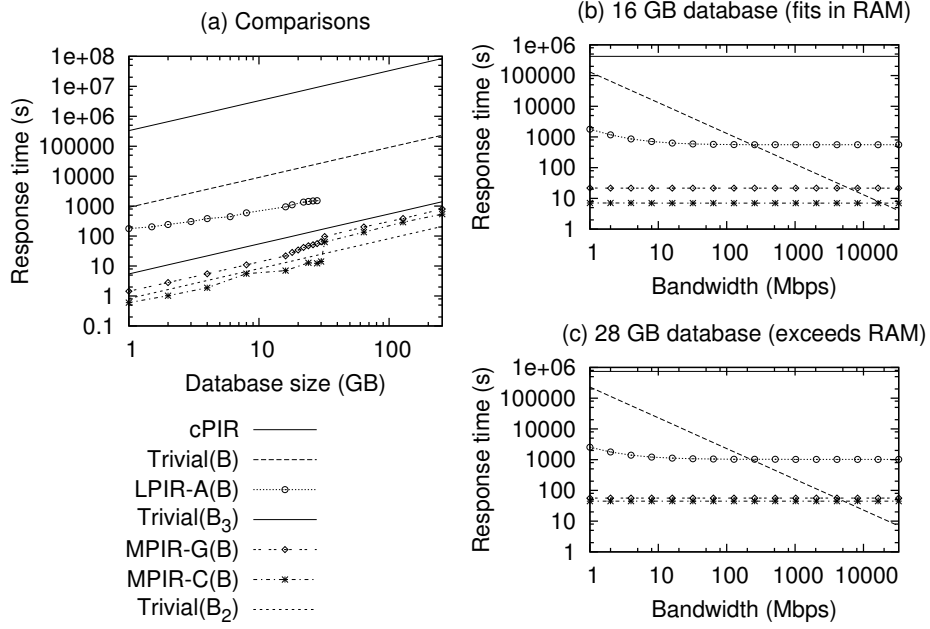 (a) Comparisons
Response time (s)
1e+08
1e+07
1e+06
100000
10000
1000
100
10
1
0.1
1
10
100
Database size (GB)
cPIR
Trivial(B)
LPIR-A(B)
Trivial(B3)
MPIR-G(B)
MPIR-C(B)
Trivial(B2)
(b) 16 GB database (fits in RAM)
Response time (s)
1e+06
100000
10000
1000
100
10
1
1
10
100
1000
10000
Bandwidth (Mbps)
(c) 28 GB database (exceeds RAM)
Response time (s)
1e+06
100000
10000
1000
100
10
1
1
10
100
1000
10000
Bandwidth (Mbps)